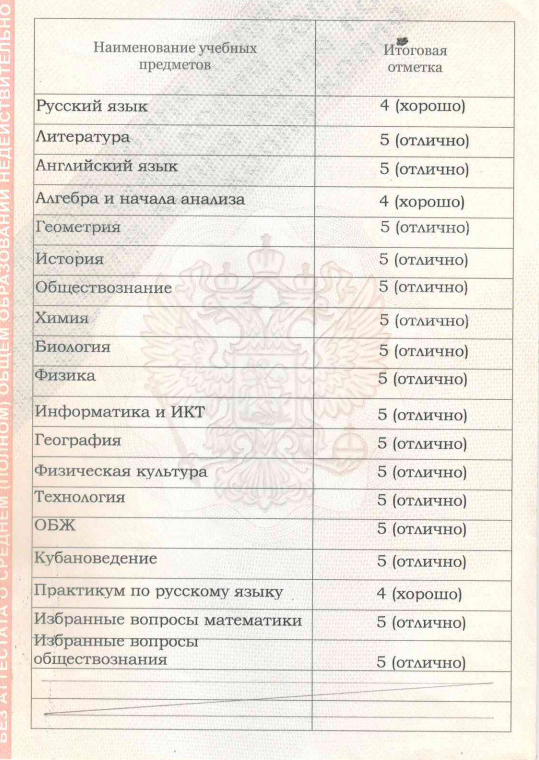 БЕЗ АТТЕСТАТА О СРЕДНЕМ (ПОЛНОМ) ОБЩЕМ ОБРАЗОВАНИИ НЕДЕЙСТВИТЕЛЬНО
Наименование учебных
предметов
Итоговая
отметка
Русский язык 4 (хорошо)
Литература 5 (отлично)
Английский язык 5 (отлично)
Алгебра и начала анализа 4 (хорошо)
Геометрия 5 (отлично)
История 5 (отлично)
Обществознание 5 (отлично)
Химия 5 (отлично)
Биология 5 (отлично)
Физика 5 (отлично)
Информатика и ИКТ 5 (отлично)
География 5 (отлично)
Физическая культура 5 (отлично)
Технология 5 (отлично)
ОБЖ 5 (отлично)
Кубановедение 5 (отлично)
Практикум по русскому языку 4 (хорошо)
Избранные вопросы математики 5 (отлично)
Избранные вопросы
обществознания 5 (отлично)